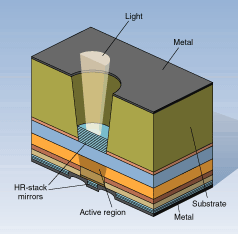 Light
Metal
HR-stack
mirrors
Active region
Substrate
Metal